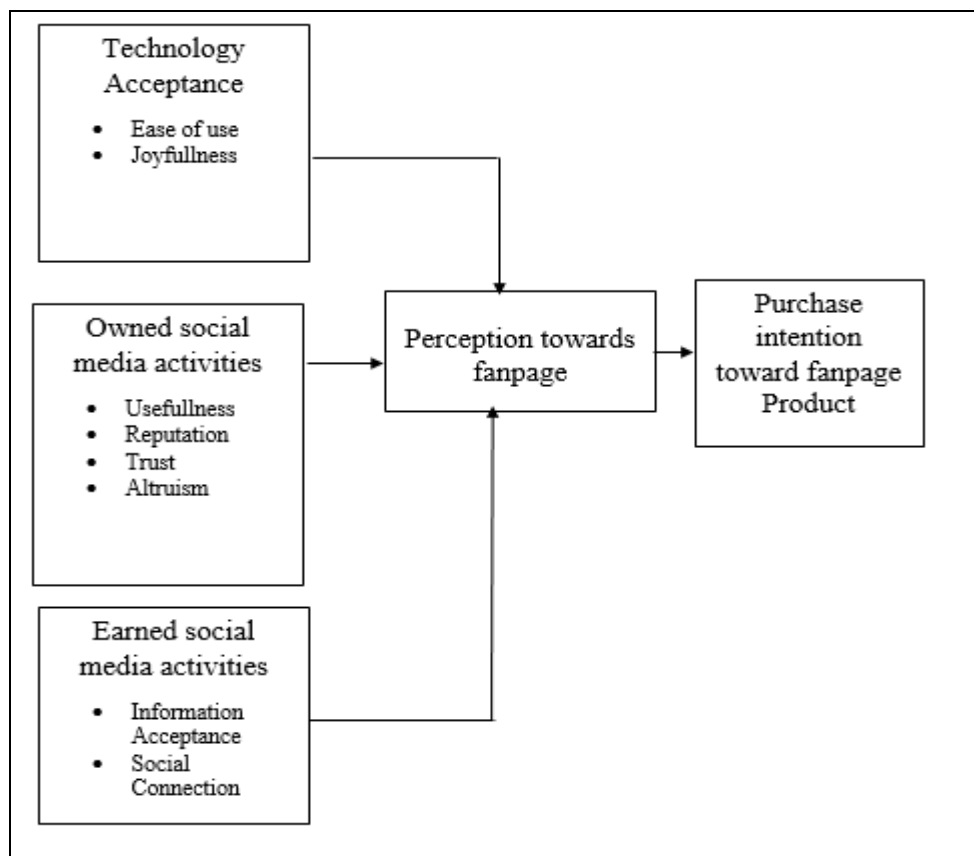 Technology
Acceptance
• Ease of use
• Joyfullness
Owned social
media activities
• Usefullness
• Reputation
• Trust
• Altruism
Earned social
media activities
• Information
Acceptance
• Social
Connection
Perception towards
fanpage
Purchase
intention
toward fanpage
Product